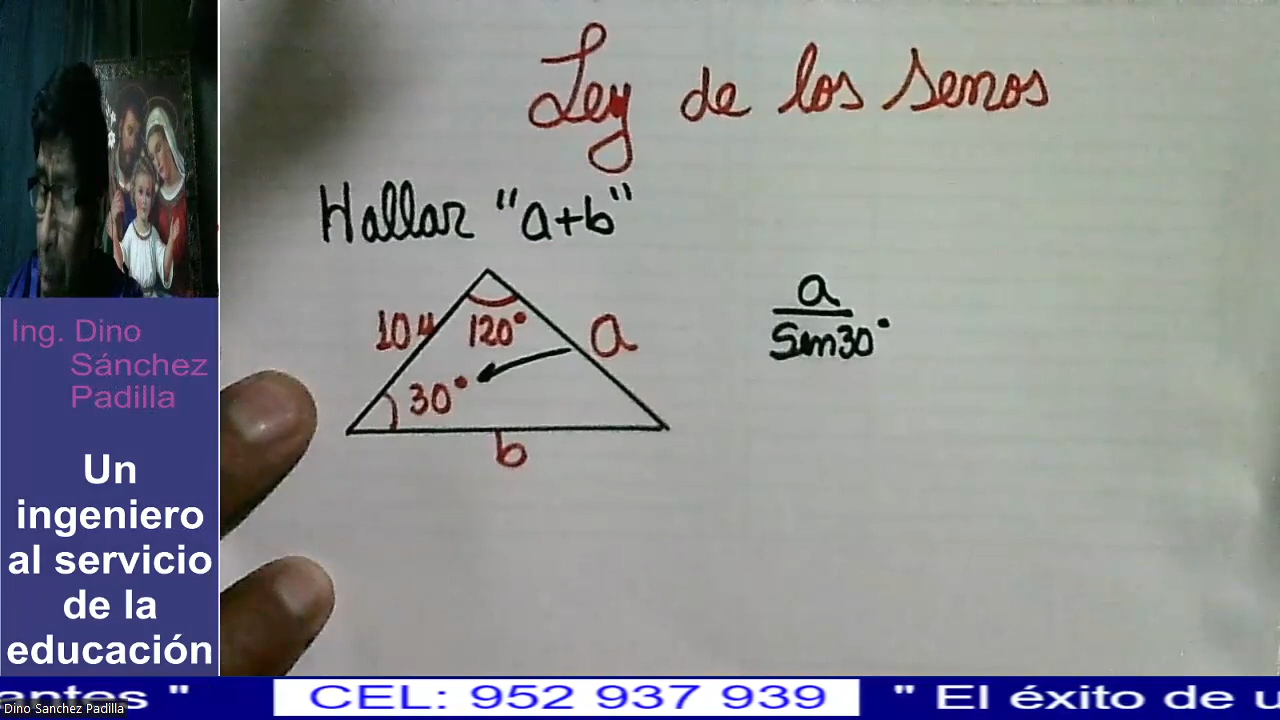 Ley de los senos
Hallar "a+b"
10 u
120°
a
30°
b
a
Sen30°
Ing. Dino
Sánchez
Padilla
Un
ingeniero
al servicio
de la
educación
antes " CEL: 952 937 939 " El éxito de u
Dino Sanchez Padilla